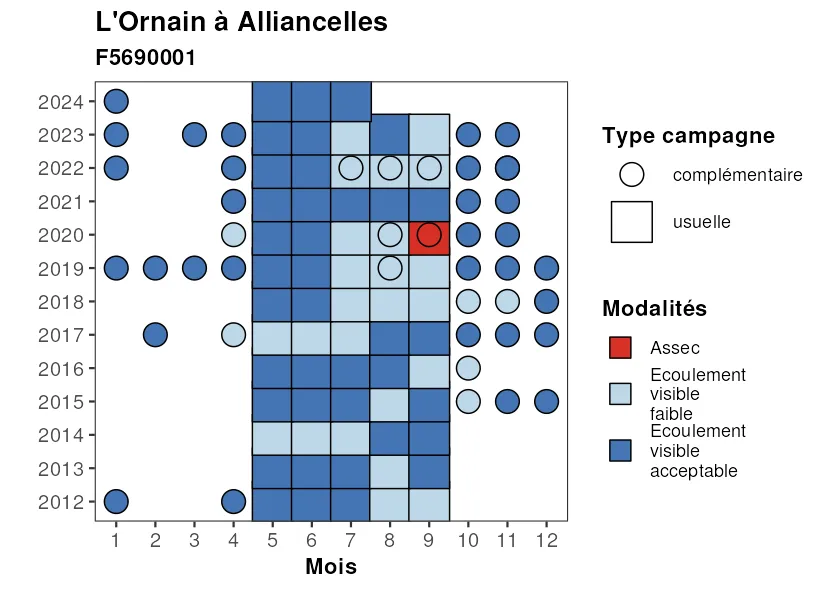 L'Ornain à Alliancelles
F5690001
2024
2023
2022
2021
2020
2019
2018
2017
2016
2015
2014
2013
2012
1 2 3 4 5 6 7 8 9 10 11 12
Mois
Type campagne
complémentaire
usuelle
Modalités
Assec
Ecoulement
visible
faible
Ecoulement
visible
acceptable